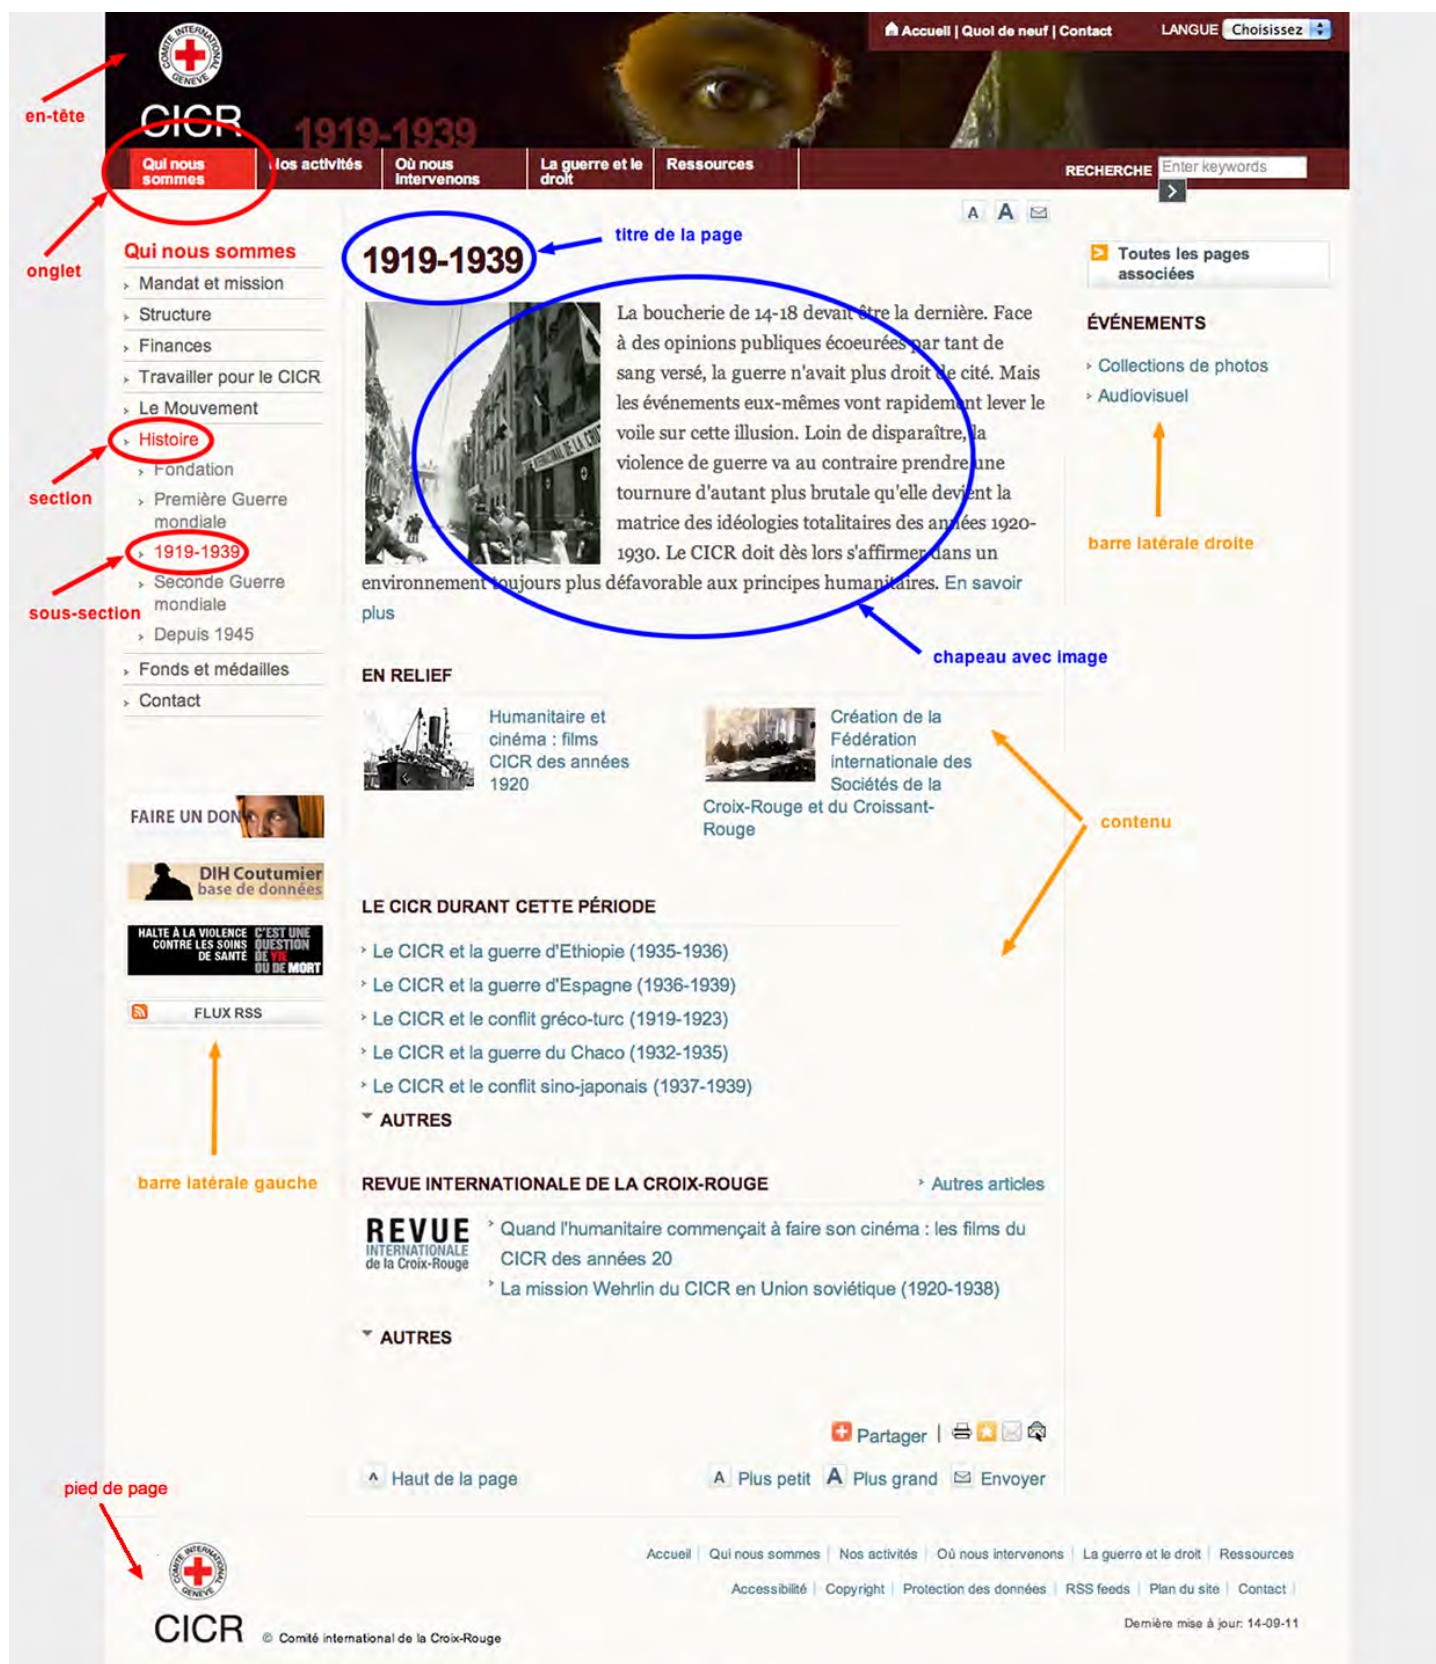 Accueil | Quoi de neuf | Contact
LANGUE Choisissez
COMITÉ INTERNATIONAL GENEVE
CICR
1919-1939
en-tête
Qui nous sommes
Nos activités
Où nous intervenons
La guerre et le droit
Ressources
RECHERCHE Enter keywords
onglet
A A
Qui nous sommes
Mandat et mission
Structure
Finances
Travailler pour le CICR
Le Mouvement
Histoire
Fondation
Première Guerre
mondiale
1919-1939
Seconde Guerre
mondiale
Depuis 1945
Fonds et médailles
Contact
section
sous-section
FAIRE UN DON
DIH Coutumier
base de données
HALTE À LA VIOLENCE
CONTRE LES SOINS
DE SANTÉ
C'EST UNE
QUESTION
DE VIE
OU DE MORT
FLUX RSS
barre latérale gauche
1919-1939
titre de la page
La boucherie de 14-18 devait être la dernière. Face
à des opinions publiques écoeurées par tant de
sang versé, la guerre n'avait plus droit de cité. Mais
les événements eux-mêmes vont rapidement lever le
voile sur cette illusion. Loin de disparaître, la
violence de guerre va au contraire prendre une
tournure d'autant plus brutale qu'elle devient la
matrice des idéologies totalitaires des années 1920-
1930. Le CICR doit dès lors s'affirmer dans un
environnement toujours plus défavorable aux principes humanitaires. En savoir
plus
chapeau avec image
EN RELIEF
Humanitaire et
cinéma : films
CICR des années
1920
Création de la
Fédération
internationale des
Sociétés de la
Croix-Rouge et du Croissant-
Rouge
contenu
LE CICR DURANT CETTE PÉRIODE
Le CICR et la guerre d'Ethiopie (1935-1936)
Le CICR et la guerre d'Espagne (1936-1939)
Le CICR et le conflit gréco-turc (1919-1923)
Le CICR et la guerre du Chaco (1932-1935)
Le CICR et le conflit sino-japonais (1937-1939)
AUTRES
REVUE INTERNATIONALE DE LA CROIX-ROUGE
Autres articles
REVUE
INTERNATIONALE
de la Croix-Rouge
Quand l'humanitaire commençait à faire son cinéma : les films du
CICR des années 20
La mission Wehrlin du CICR en Union soviétique (1920-1938)
AUTRES
Toutes les pages
associées
ÉVÉNEMENTS
Collections de photos
Audiovisuel
barre latérale droite
Partager |
Haut de la page
A Plus petit A Plus grand Envoyer
pied de page
COMITÉ INTERNATIONAL GENEVE
CICR
© Comité international de la Croix-Rouge
Accueil | Qui nous sommes | Nos activités | Où nous intervenons | La guerre et le droit | Ressources
Accessibilité | Copyright | Protection des données | RSS feeds | Plan du site | Contact |
Dernière mise à jour: 14-09-11